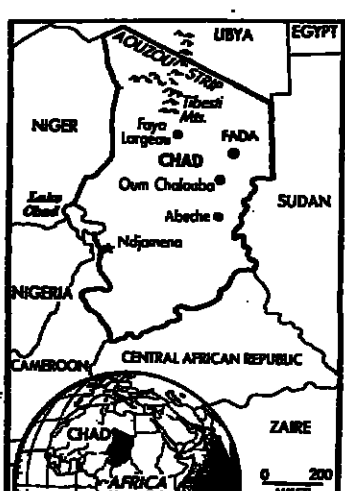 LIBYA
EGYPT
AOUZOU STRIP
Tibesti
Mts.
NIGER
Faya
Largeau
FADA
CHAD
Oum Chalouba
SUDAN
Lake
Chad
Abeche
Ndjamena
NIGERIA
CAMEROON
CENTRAL AFRICAN REPUBLIC
ZAIRE
CHAD
AFRICA
0 200
MILES